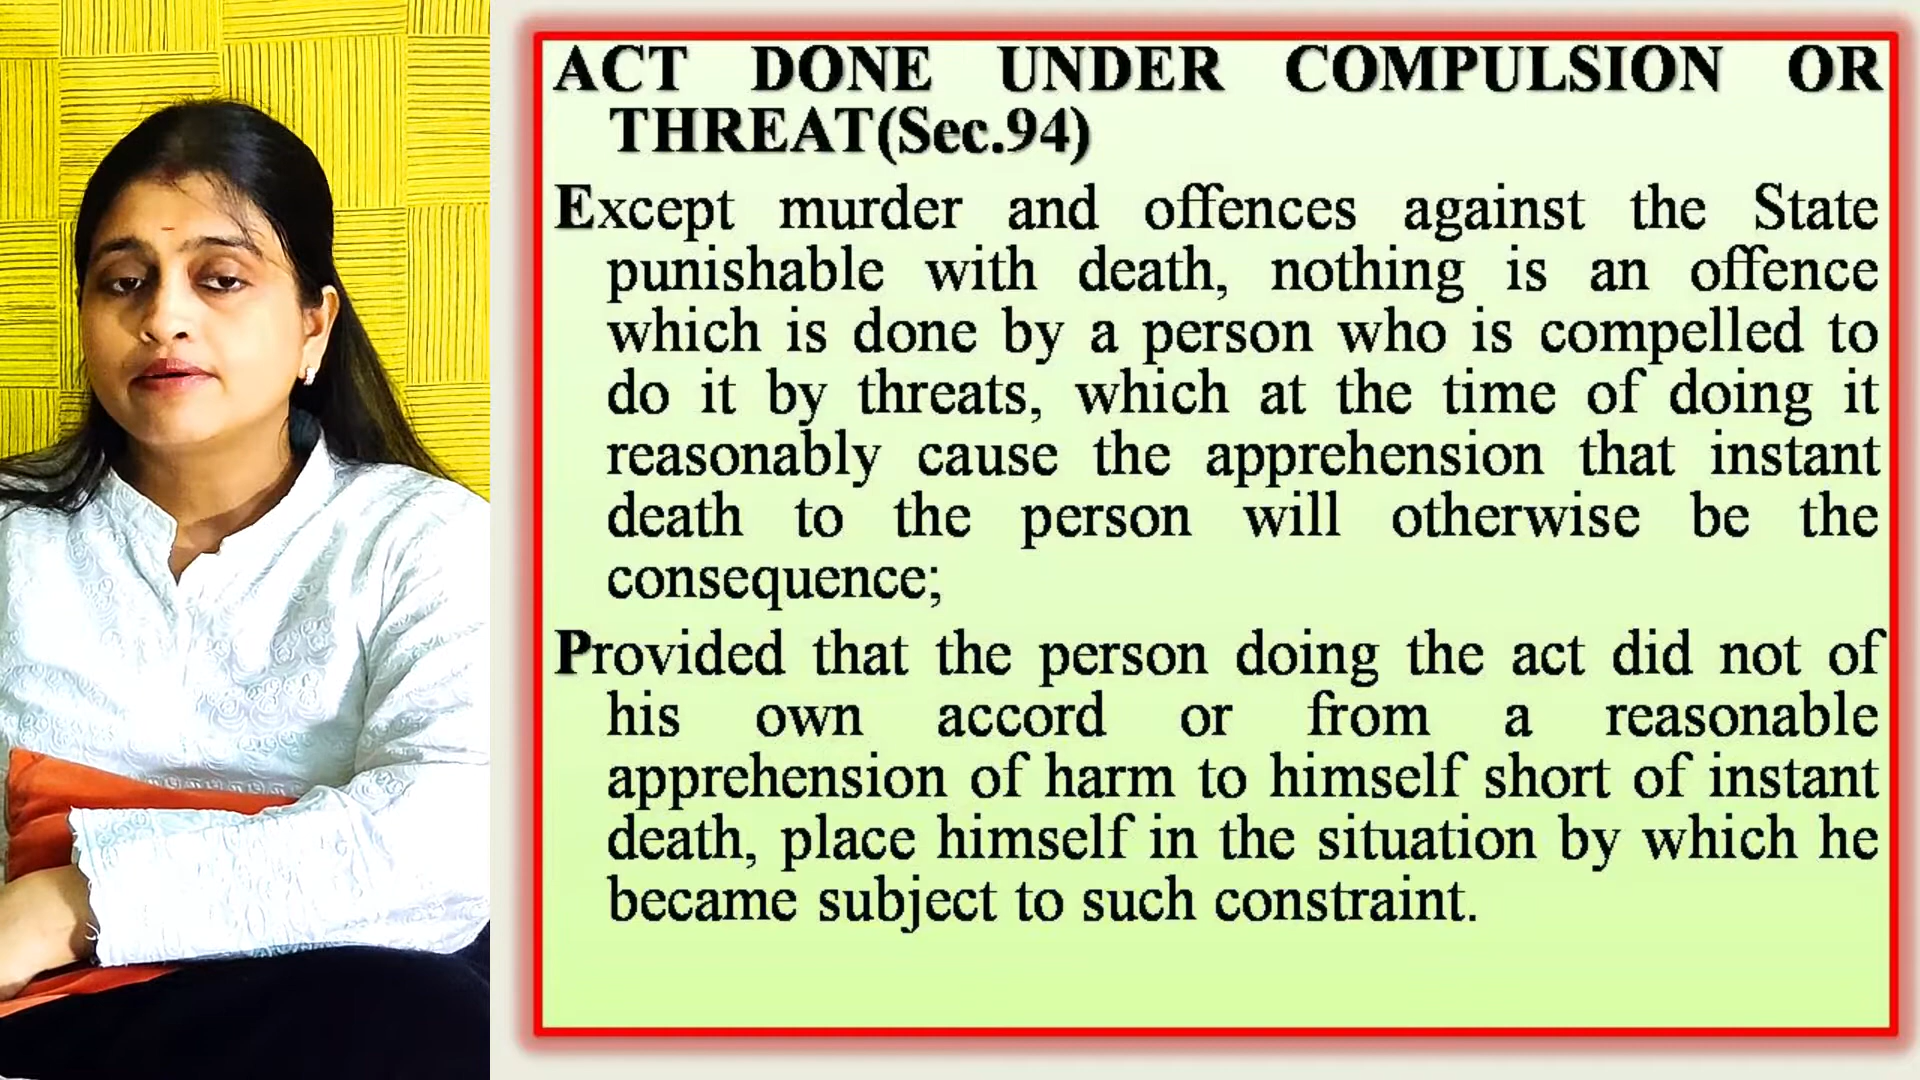 ACT DONE UNDER COMPULSION OR
THREAT(Sec.94)
Except murder and offences against the State
punishable with death, nothing is an offence
which is done by a person who is compelled to
do it by threats, which at the time of doing it
reasonably cause the apprehension that instant
death to the person will otherwise be the
consequence;
Provided that the person doing the act did not of
his own accord or from a reasonable
apprehension of harm to himself short of instant
death, place himself in the situation by which he
became subject to such constraint.